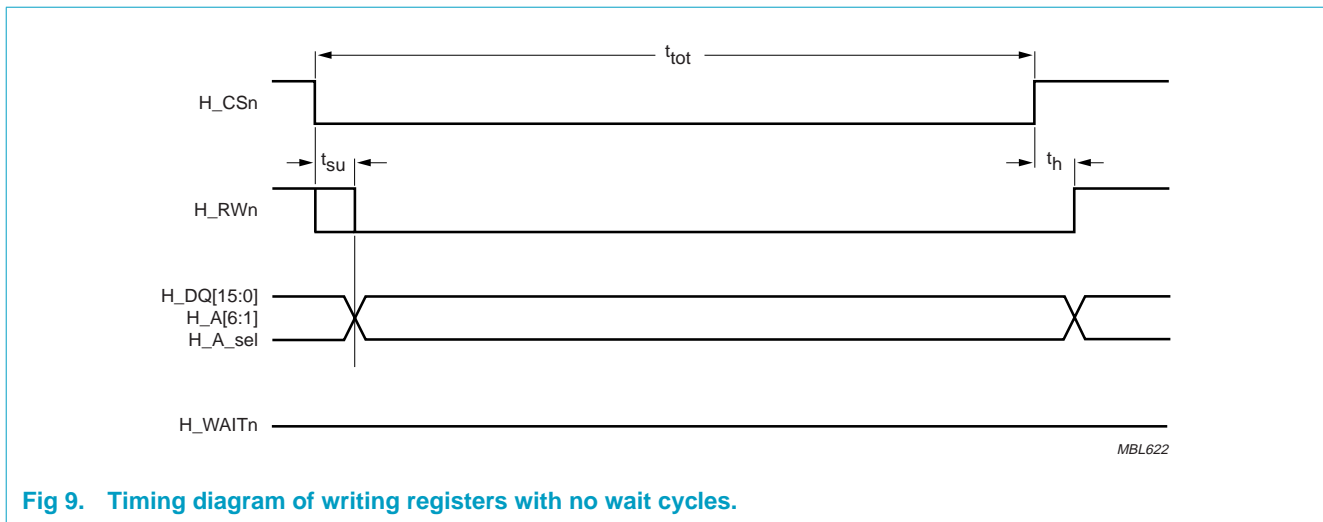 t_tot
H_CSn
t_su
t_h
H_RWn
H_DQ[15:0]
H_A[6:1]
H_A_sel
H_WAITn
MBL622
Fig 9. Timing diagram of writing registers with no wait cycles.